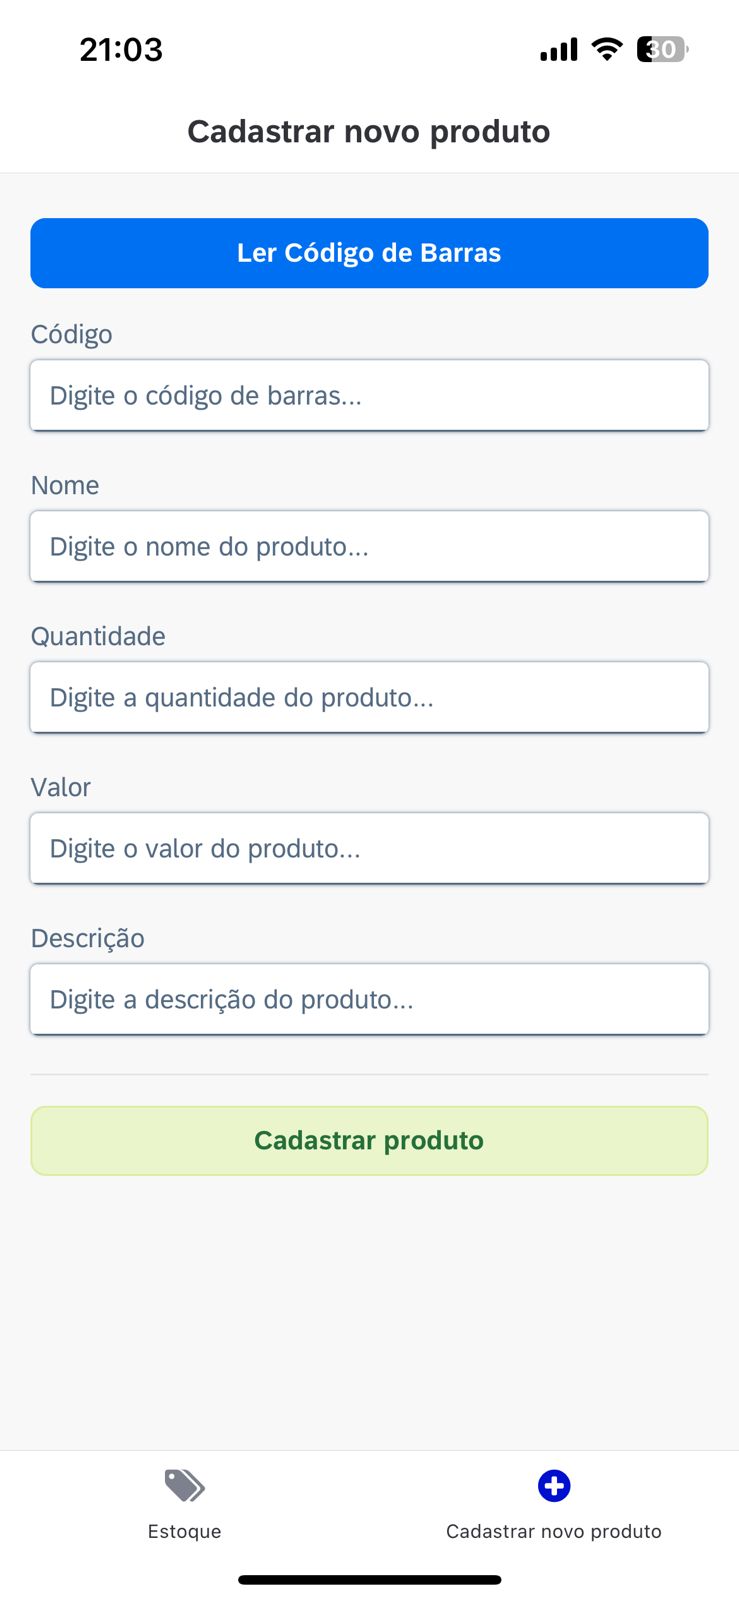 21:03
30
Cadastrar novo produto
Ler Código de Barras
Código
Digite o código de barras...
Nome
Digite o nome do produto...
Quantidade
Digite a quantidade do produto...
Valor
Digite o valor do produto...
Descrição
Digite a descrição do produto...
Cadastrar produto
Estoque
Cadastrar novo produto